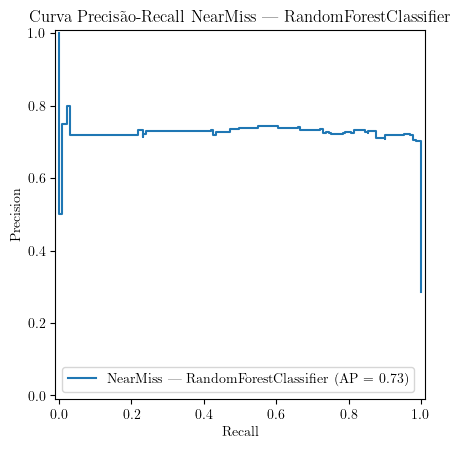 Curva Precisão-Recall NearMiss — RandomForestClassifier
1.0
0.8
0.6
0.4
0.2
0.0
Precision
NearMiss — RandomForestClassifier (AP = 0.73)
0.0 0.2 0.4 0.6 0.8 1.0
Recall